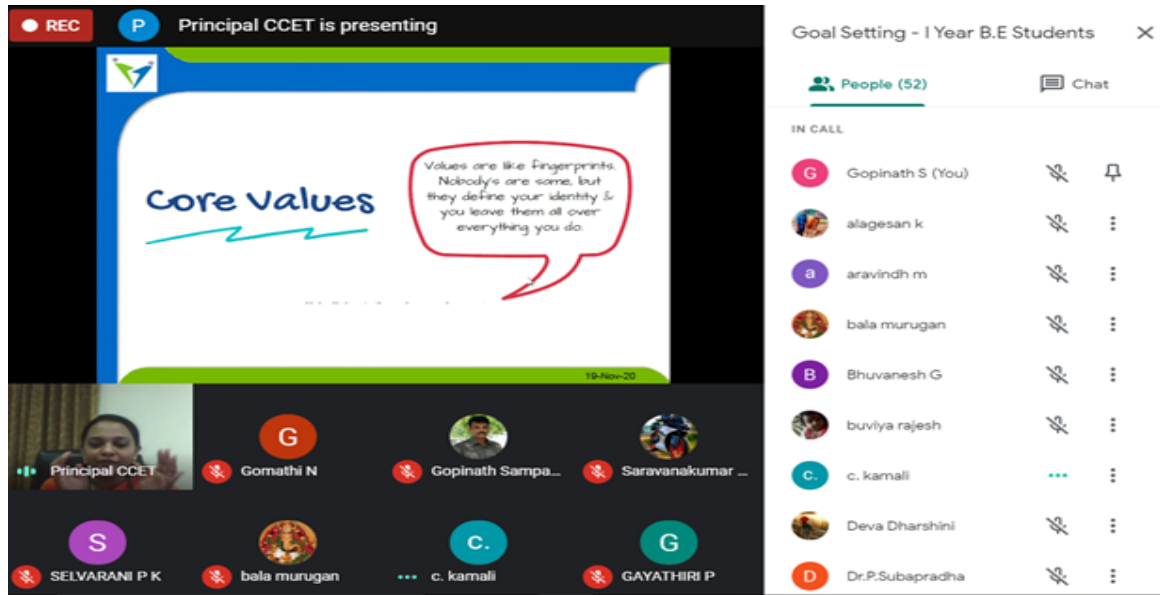 REC
P
Principal CCET is presenting
Core Values
Values are like fingerprints.
Nobody's are same, but
they define your identity &
you leave them all over
everything you do.
19-Nov-20
Principal CCET
G
Gomathi N
Gopinath Sampa...
Saravanakumar ...
S
SELVARANI P K
bala murugan
c.
c. kamali
G
GAYATHIRI P
Goal Setting - I Year B.E Students
People (52)
Chat
IN CALL
G
Gopinath S (You)
alagesan k
a
aravindh m
bala murugan
B
Bhuvanesh G
buviya rajesh
c.
c. kamali
Deva Dharshini
D
Dr.P.Subapradha